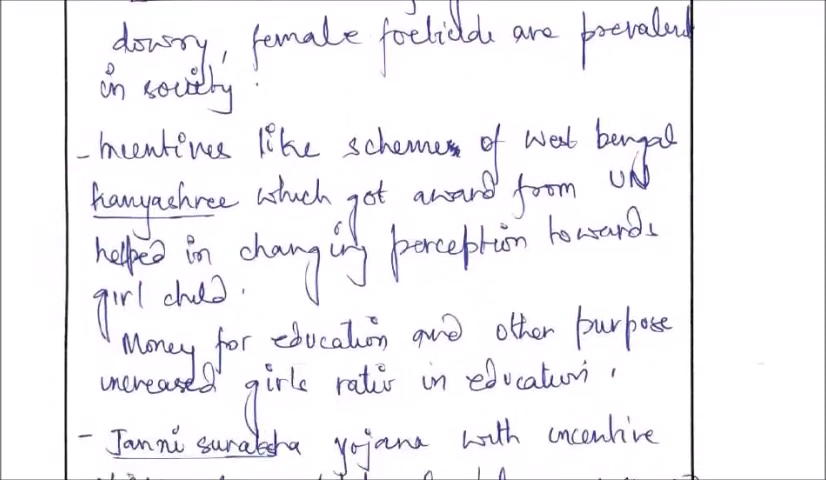 dowry, female foeticide are prevalent
in society.
- Incentives like schemes of West bengal
kanyashree which got award from UN
helped in changing perception towards
girl child.
Money for education and other purpose
increased girls ratio in education.
- Janni suraksha yojana with incentive